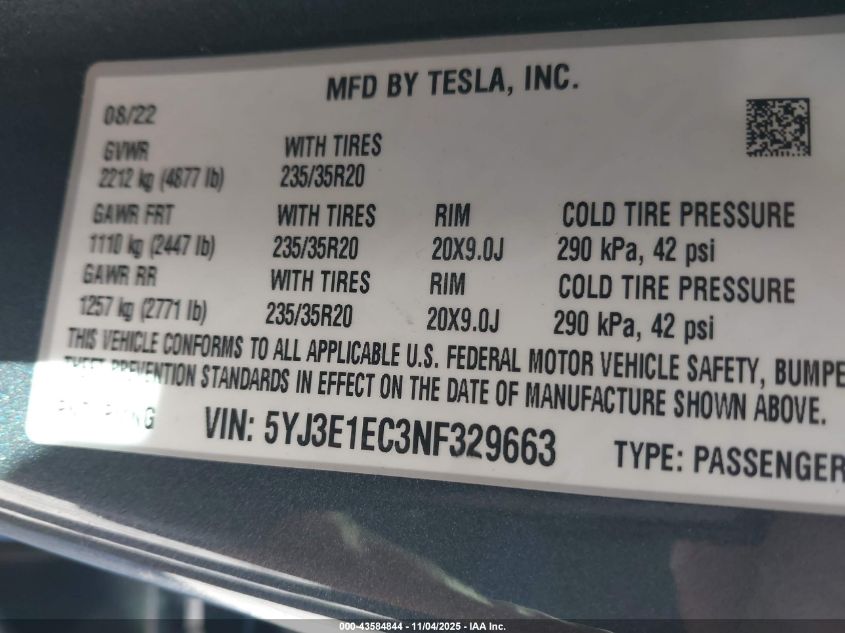 MFD BY TESLA, INC.
08/22
GVWR WITH TIRES
2212 kg (4877 lb) 235/35R20
GAWR FRT WITH TIRES RIM COLD TIRE PRESSURE
1110 kg (2447 lb) 235/35R20 20X9.0J 290 kPa, 42 psi
GAWR RR WITH TIRES RIM COLD TIRE PRESSURE
1257 kg (2771 lb) 235/35R20 20X9.0J 290 kPa, 42 psi
THIS VEHICLE CONFORMS TO ALL APPLICABLE U.S. FEDERAL MOTOR VEHICLE SAFETY, BUMPE
THEFT PREVENTION STANDARDS IN EFFECT ON THE DATE OF MANUFACTURE SHOWN ABOVE.
VIN: 5YJ3E1EC3NF329663 TYPE: PASSENGER
000-43584844 - 11/04/2025 - IAA Inc.